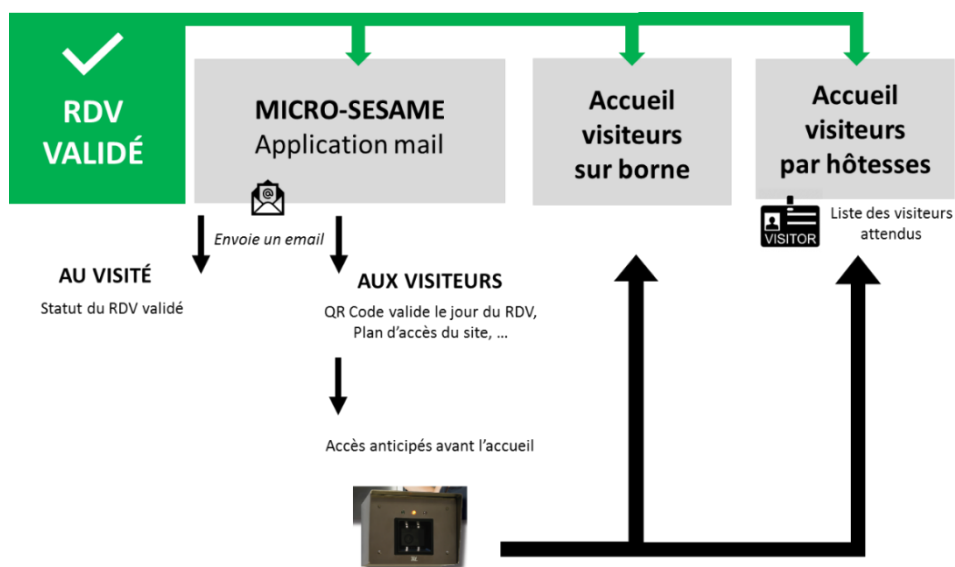 RDV
VALIDÉ
MICRO-SESAME
Application mail
@
Envoie un email
Accueil
visiteurs
sur borne
Accueil
visiteurs
par hôtesses
VISITOR
Liste des visiteurs
attendus
AU VISITÉ
Statut du RDV validé
AUX VISITEURS
QR Code valide le jour du RDV,
Plan d’accès du site, ...
Accès anticipés avant l’accueil